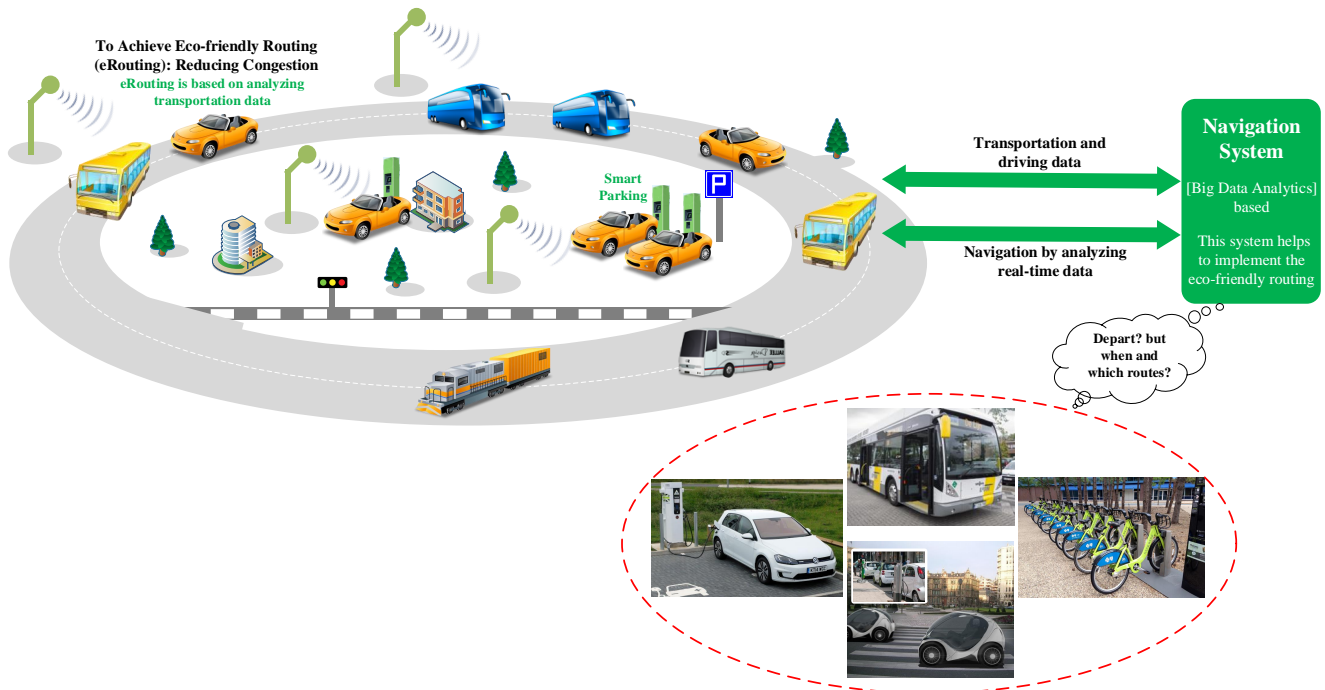 To Achieve Eco-friendly Routing
(eRouting): Reducing Congestion
eRouting is based on analyzing
transportation data
Smart
Parking
P
Transportation and
driving data
Navigation by analyzing
real-time data
Navigation
System
[Big Data Analytics]
based
This system helps
to implement the
eco-friendly routing
Depart? but
when and
which routes?